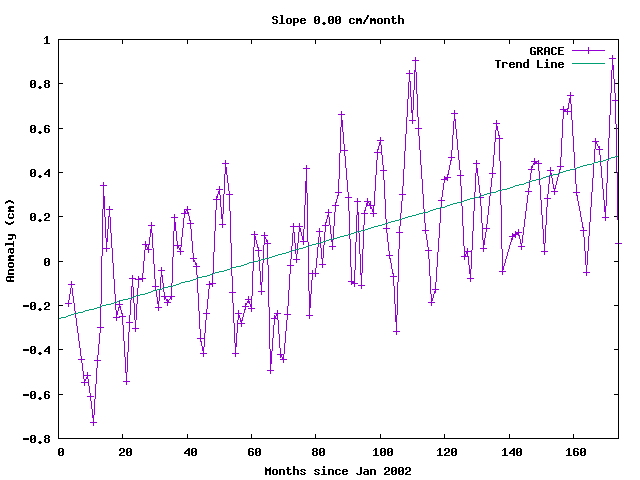 Slope 0.00 cm/month
GRACE
Trend Line
1
0.8
0.6
0.4
0.2
0
-0.2
-0.4
-0.6
-0.8
Anomaly (cm)
0 20 40 60 80 100 120 140 160
Months since Jan 2002